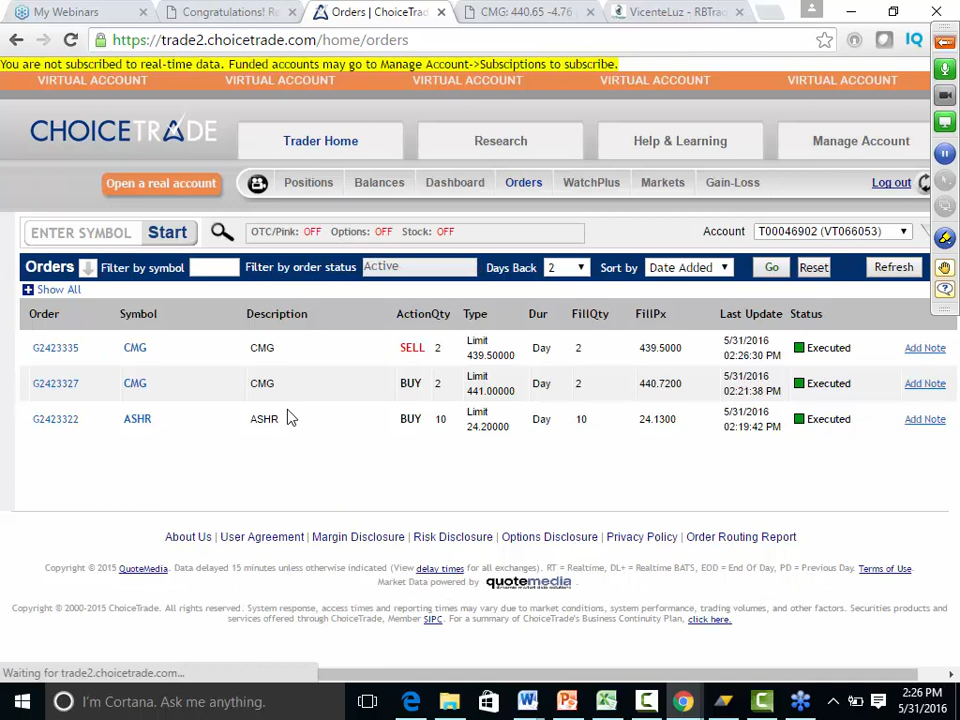 My Webinars
Congratulations! Re
Orders | ChoiceTrade
CMG: 440.65 -4.76
VicenteLuz - RBTrad
https://trade2.choicetrade.com/home/orders
IQ
You are not subscribed to real-time data. Funded accounts may go to Manage Account->Subsciptions to subscribe.
VIRTUAL ACCOUNT VIRTUAL ACCOUNT VIRTUAL ACCOUNT VIRTUAL ACCOUNT VIRTUAL ACCOUNT
CHOICETRADE
Trader Home Research Help & Learning Manage Account
Open a real account Positions Balances Dashboard Orders WatchPlus Markets Gain-Loss Log out
ENTER SYMBOL Start OTC/Pink: OFF Options: OFF Stock: OFF Account T00046902 (VT066053)
Orders Filter by symbol Filter by order status Active Days Back 2 Sort by Date Added Go Reset Refresh
Show All
Order Symbol Description Action Qty Type Dur FillQty FillPx Last Update Status
G2423335 CMG CMG SELL 2 Limit 439.50000 Day 2 439.5000 5/31/2016 02:26:30 PM Executed Add Note
G2423327 CMG CMG BUY 2 Limit 441.00000 Day 2 440.7200 5/31/2016 02:21:38 PM Executed Add Note
G2423322 ASHR ASHR BUY 10 Limit 24.20000 Day 10 24.1300 5/31/2016 02:19:42 PM Executed Add Note
About Us | User Agreement | Margin Disclosure | Risk Disclosure | Options Disclosure | Privacy Policy | Order Routing Report
Copyright © 2015 QuoteMedia. Data delayed 15 minutes unless otherwise indicated (View delay times for all exchanges). RT = Realtime, DL+ = Realtime BATS, EOD = End Of Day, PD = Previous Day. Terms of Use.
Market Data powered by quotemedia.
Copyright © 2000-2015 ChoiceTrade. All rights reserved. System response, access times and reporting times may vary due to market conditions, system performance, trading volumes, and other factors. Securities products and
services offered through ChoiceTrade, Member SIPC. For a summary of ChoiceTrade's Business Continuity Plan, click here.
Waiting for trade2.choicetrade.com...
I'm Cortana. Ask me anything.
2:26 PM
5/31/2016